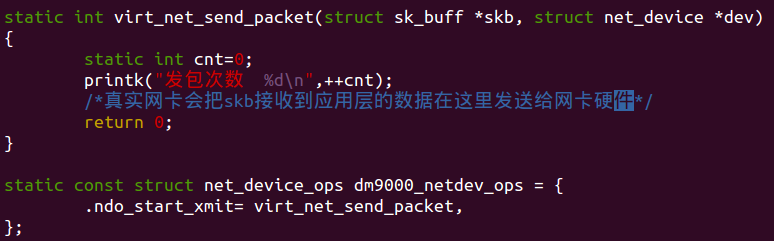 static int virt_net_send_packet(struct sk_buff *skb, struct net_device *dev)
{
        static int cnt=0;
        printk("发包次数  %d\n",++cnt);
        /*真实网卡会把skb接收到应用层的数据在这里发送给网卡硬件*/
        return 0;
}

static const struct net_device_ops dm9000_netdev_ops = {
        .ndo_start_xmit= virt_net_send_packet,
};